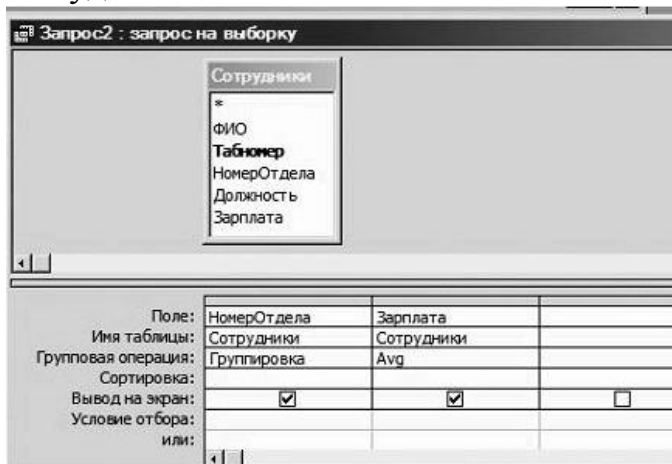 Запрос2 : запрос на выборку
Сотрудники
*
ФИО
Табномер
НомерОтдела
Должность
Зарплата
Поле: НомерОтдела Зарплата
Имя таблицы: Сотрудники Сотрудники
Групповая операция: Группировка Avg
Сортировка:
Вывод на экран:
Условие отбора:
или: